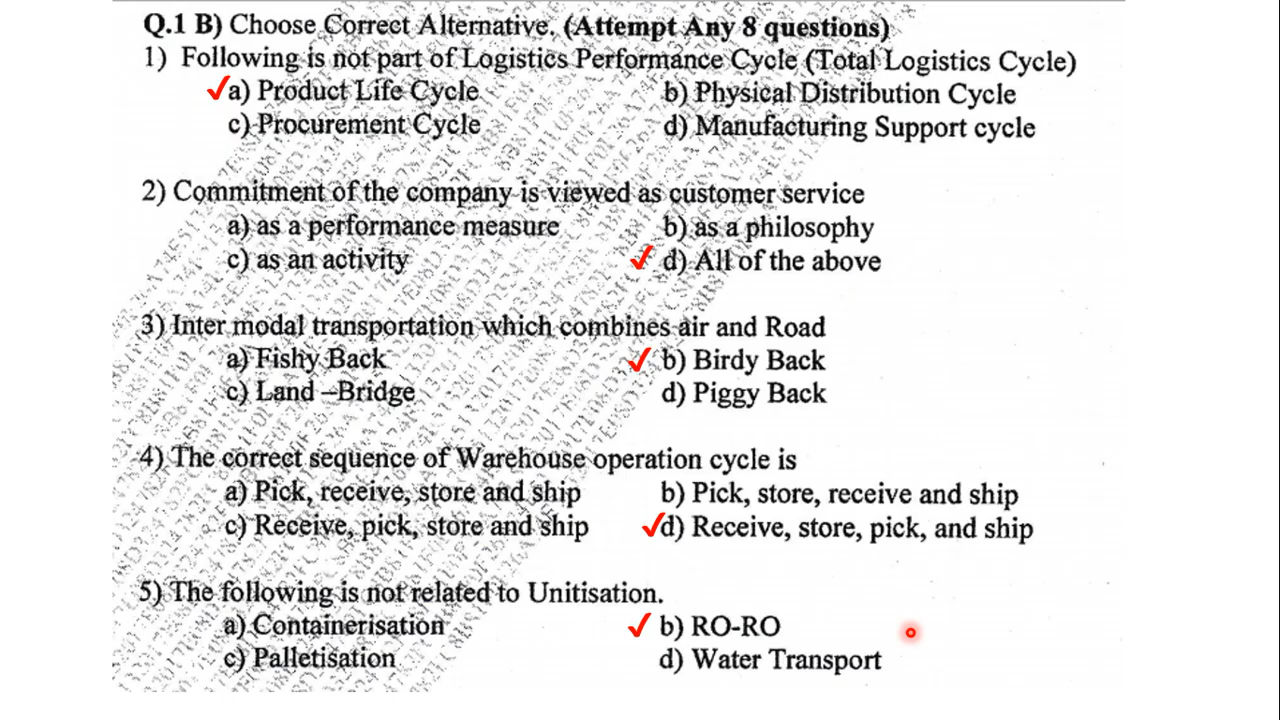 Q.1 B) Choose Correct Alternative. (Attempt Any 8 questions)
1) Following is not part of Logistics Performance Cycle (Total Logistics Cycle)
a) Product Life Cycle b) Physical Distribution Cycle
c) Procurement Cycle d) Manufacturing Support cycle
2) Commitment of the company is viewed as customer service
a) as a performance measure b) as a philosophy
c) as an activity d) All of the above
3) Inter modal transportation which combines air and Road
a) Fishy Back b) Birdy Back
c) Land –Bridge d) Piggy Back
4) The correct sequence of Warehouse operation cycle is
a) Pick, receive, store and ship b) Pick, store, receive and ship
c) Receive, pick, store and ship d) Receive, store, pick, and ship
5) The following is not related to Unitisation.
a) Containerisation b) RO-RO
c) Palletisation d) Water Transport